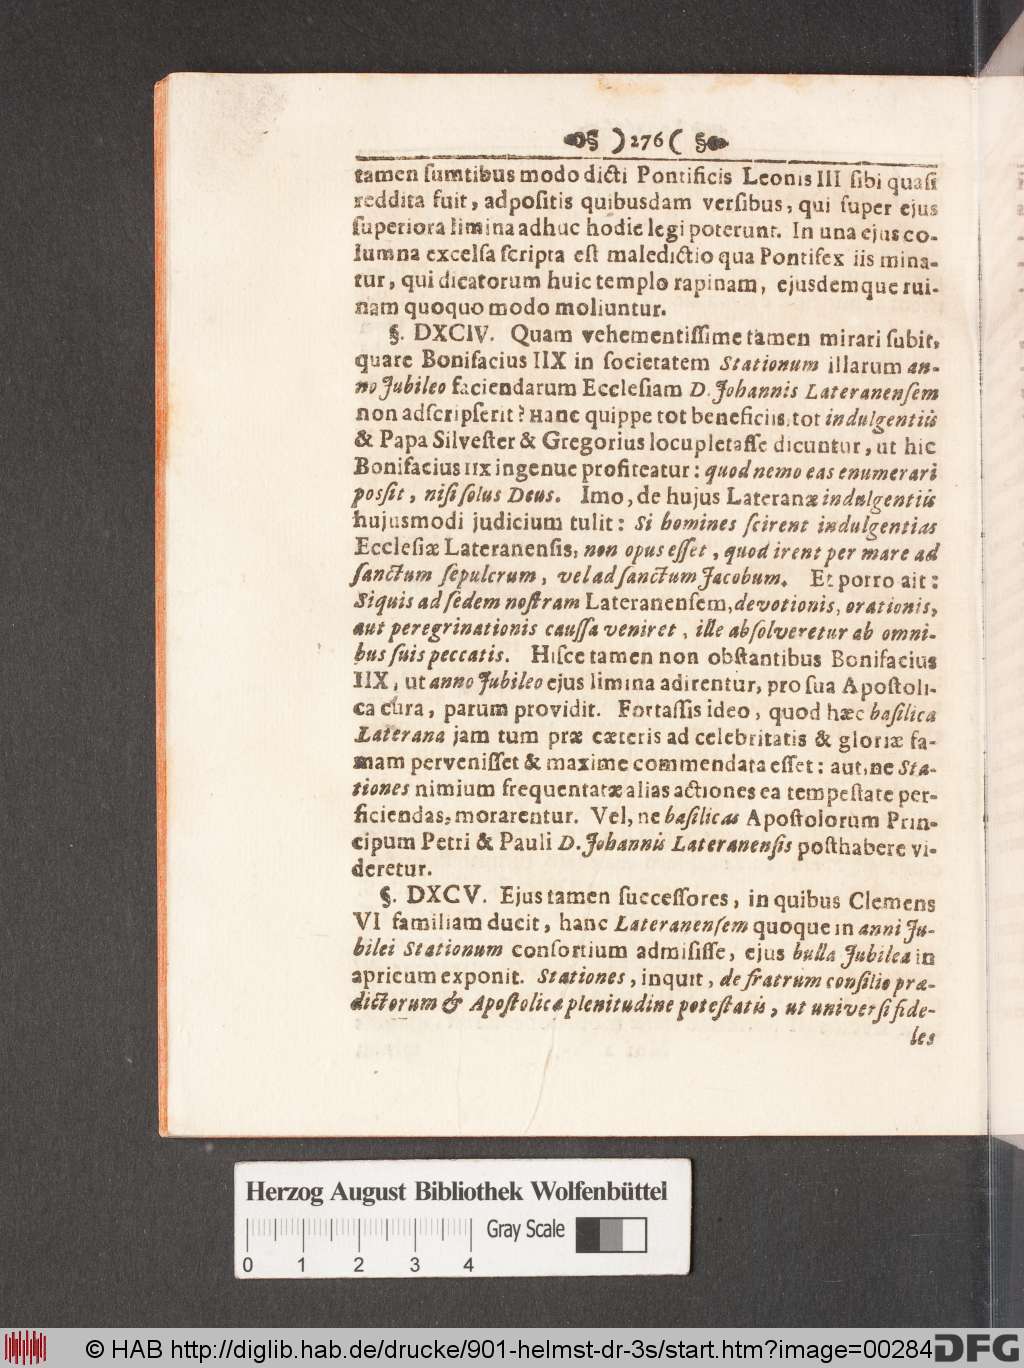 § )276( §
tamen sumtibus modo dicti Pontificis Leonis III sibi quasi
reddita fuit, adpositis quibusdam versibus, qui super ejus
superiora limina adhuc hodie legi poterunt. In una ejus co-
lumna excelsa scripta est maledictio qua Pontifex iis mina-
tur, qui dicatorum huic templo rapinam, ejusdemque rui-
nam quoquo modo moliuntur.
§. DXCIV. Quam vehementissime tamen mirari subit,
quare Bonifacius IIX in societatem Stationum illarum an-
no Jubileo faciendarum Ecclesiam D. Johannis Lateranensem
non adscripserit? Hanc quippe tot beneficiis, tot indulgentiis
& Papa Silvester & Gregorius locupletasse dicuntur, ut hic
Bonifacius IIX ingenue profiteatur: quod nemo eas enumerari
possit, nisi solus Deus. Imo, de hujus Lateranæ indulgentiis
hujusmodi judicium tulit: Si homines scirent indulgentias
Ecclesiæ Lateranensis, non opus esset, quod irent per mare ad
sanctum sepulcrum, vel ad sanctum Jacobum. Et porro ait:
Siquis ad sedem nostram Lateranensem, devotionis, orationis,
aut peregrinationis caussa veniret, ille absolveretur ab omni-
bus suis peccatis. Hisce tamen non obstantibus Bonifacius
IIX, ut anno Jubileo ejus limina adirentur, pro sua Apostoli-
ca cura, parum providit. Fortassis ideo, quod hæc basilica
Laterana jam tum præ cæteris ad celebritatis & gloriæ fa-
mam pervenisset & maxime commendata esset: aut, ne Sta-
tiones nimium frequentatæ alias actiones ea tempestate per-
ficiendas, morarentur. Vel, ne basilicas Apostolorum Prin-
cipum Petri & Pauli D. Johannis Lateranensis posthabere vi-
deretur.
§. DXCV. Ejus tamen successores, in quibus Clemens
VI familiam ducit, hanc Lateranensem quoque in anni Ju-
bilei Stationum consortium admisisse, ejus bulla Jubilea in
apricum exponit. Stationes, inquit, de fratrum consilio præ-
dictorum & Apostolica plenitudine potestatis, ut universi fide-
les
Herzog August Bibliothek Wolfenbüttel
Gray Scale
0 1 2 3 4
© HAB http://diglib.hab.de/drucke/901-helmst-dr-3s/start.htm?image=00284
DFG